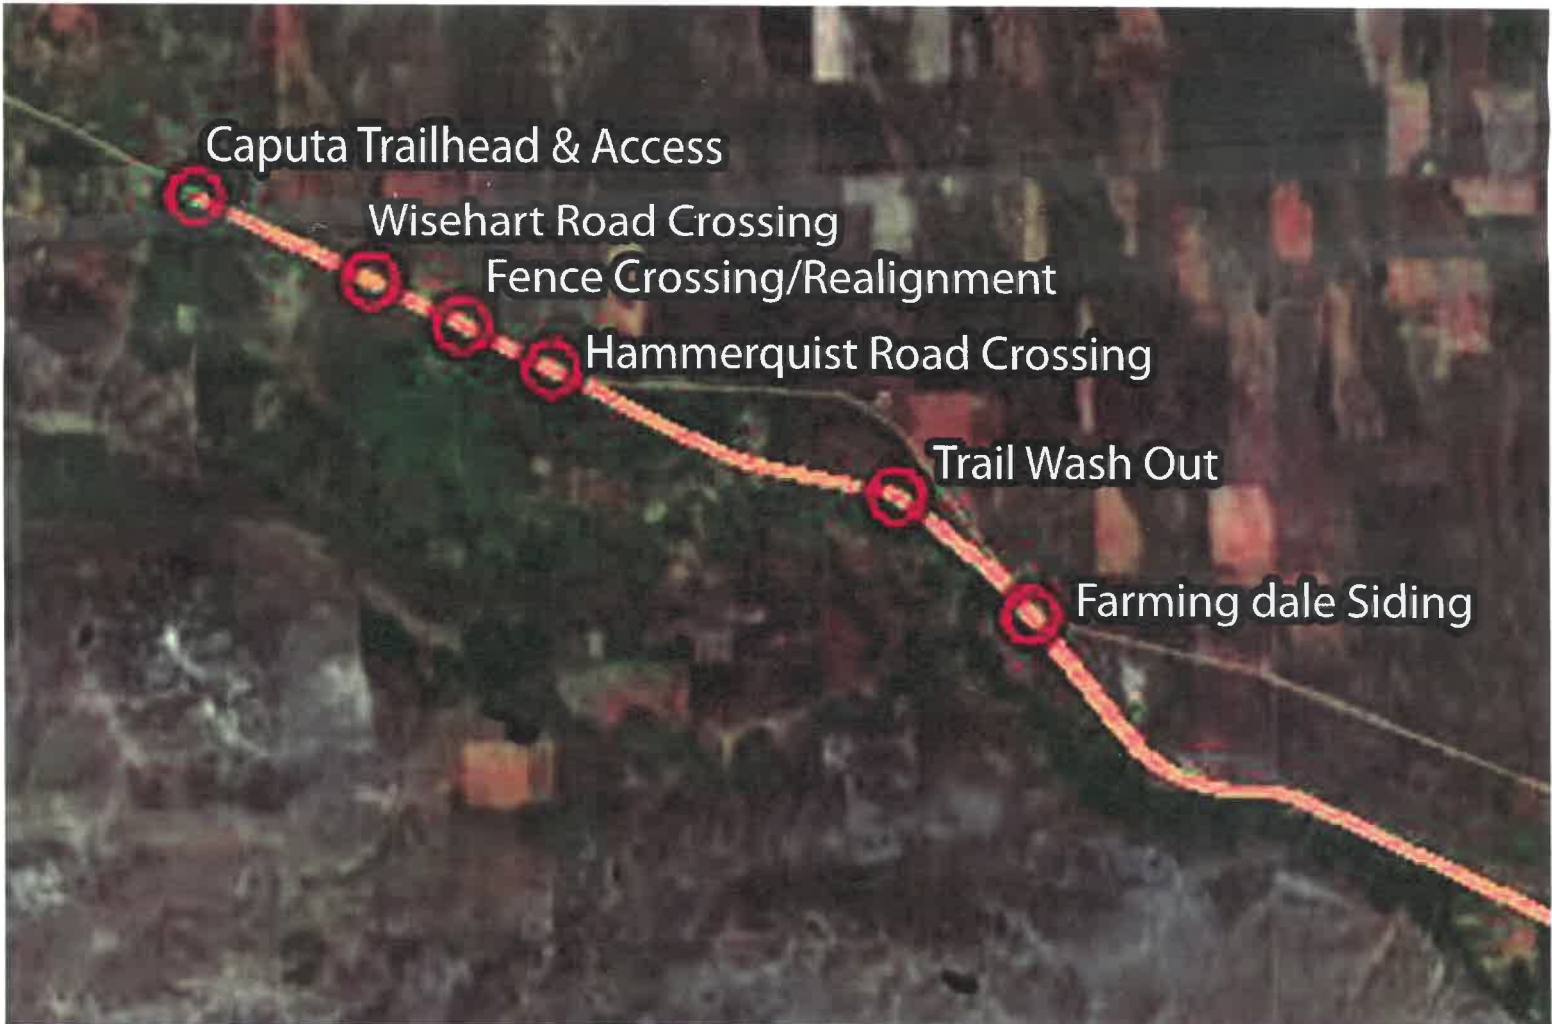 Caputa Trailhead & Access
Wisehart Road Crossing
Fence Crossing/Realignment
Hammerquist Road Crossing
Trail Wash Out
Farming dale Siding